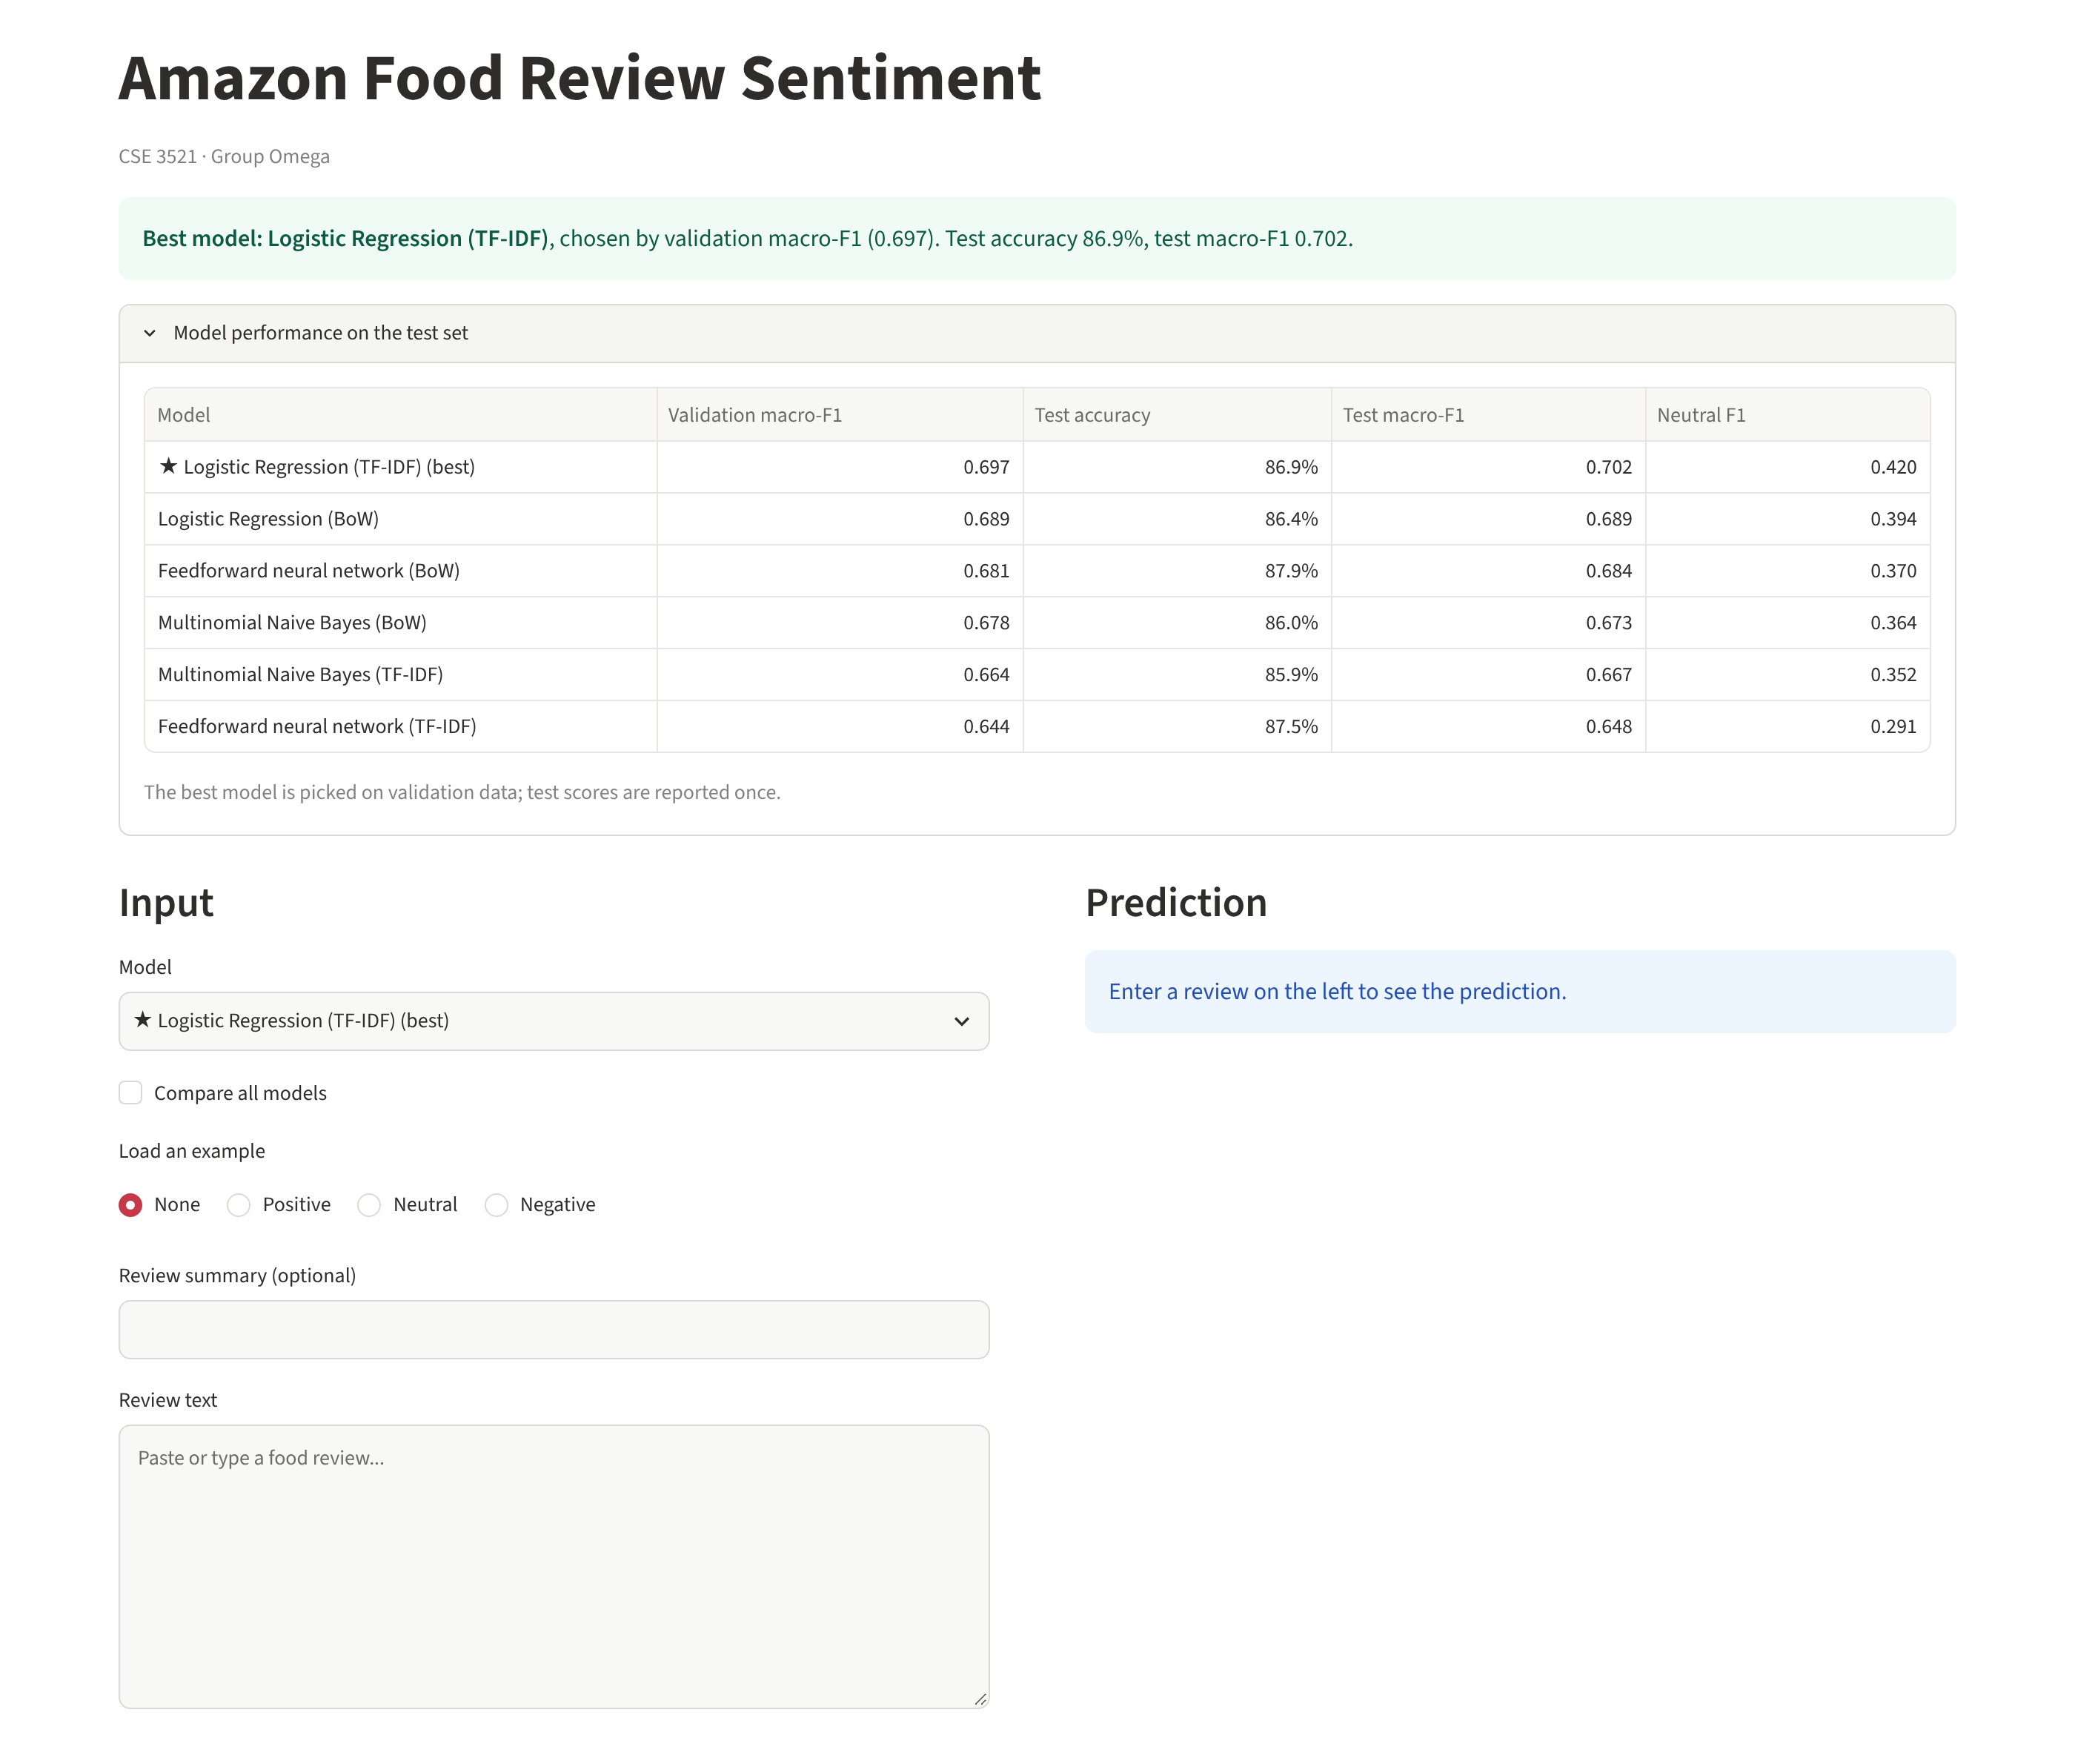 Amazon Food Review Sentiment
CSE 3521 · Group Omega
Best model: Logistic Regression (TF-IDF), chosen by validation macro-F1 (0.697). Test accuracy 86.9%, test macro-F1 0.702.
Model performance on the test set
Model Validation macro-F1 Test accuracy Test macro-F1 Neutral F1
★ Logistic Regression (TF-IDF) (best) 0.697 86.9% 0.702 0.420
Logistic Regression (BoW) 0.689 86.4% 0.689 0.394
Feedforward neural network (BoW) 0.681 87.9% 0.684 0.370
Multinomial Naive Bayes (BoW) 0.678 86.0% 0.673 0.364
Multinomial Naive Bayes (TF-IDF) 0.664 85.9% 0.667 0.352
Feedforward neural network (TF-IDF) 0.644 87.5% 0.648 0.291
The best model is picked on validation data; test scores are reported once.
Input
Model
★ Logistic Regression (TF-IDF) (best)
Compare all models
Load an example
None Positive Neutral Negative
Review summary (optional)
Review text
Paste or type a food review...
Prediction
Enter a review on the left to see the prediction.